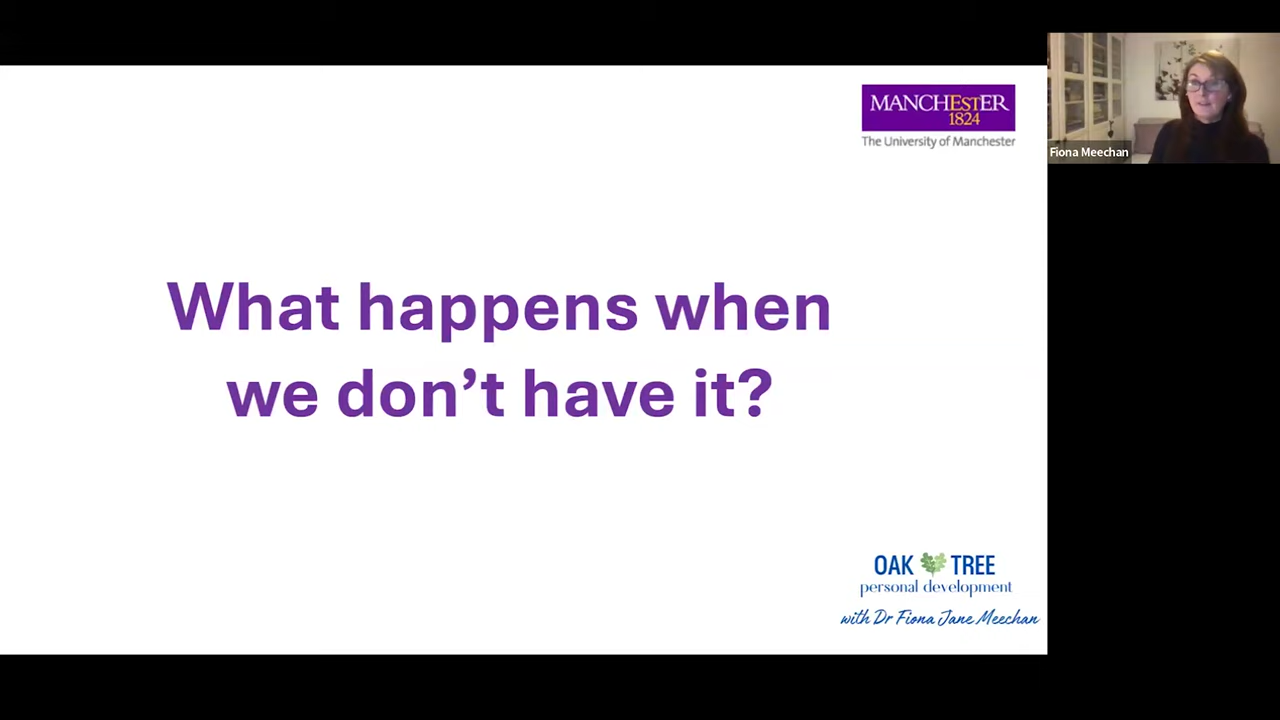 MANCHEStER
1824
The University of Manchester
Fiona Meechan
What happens when
we don’t have it?
OAK TREE
personal development
with Dr Fiona Jane Meechan